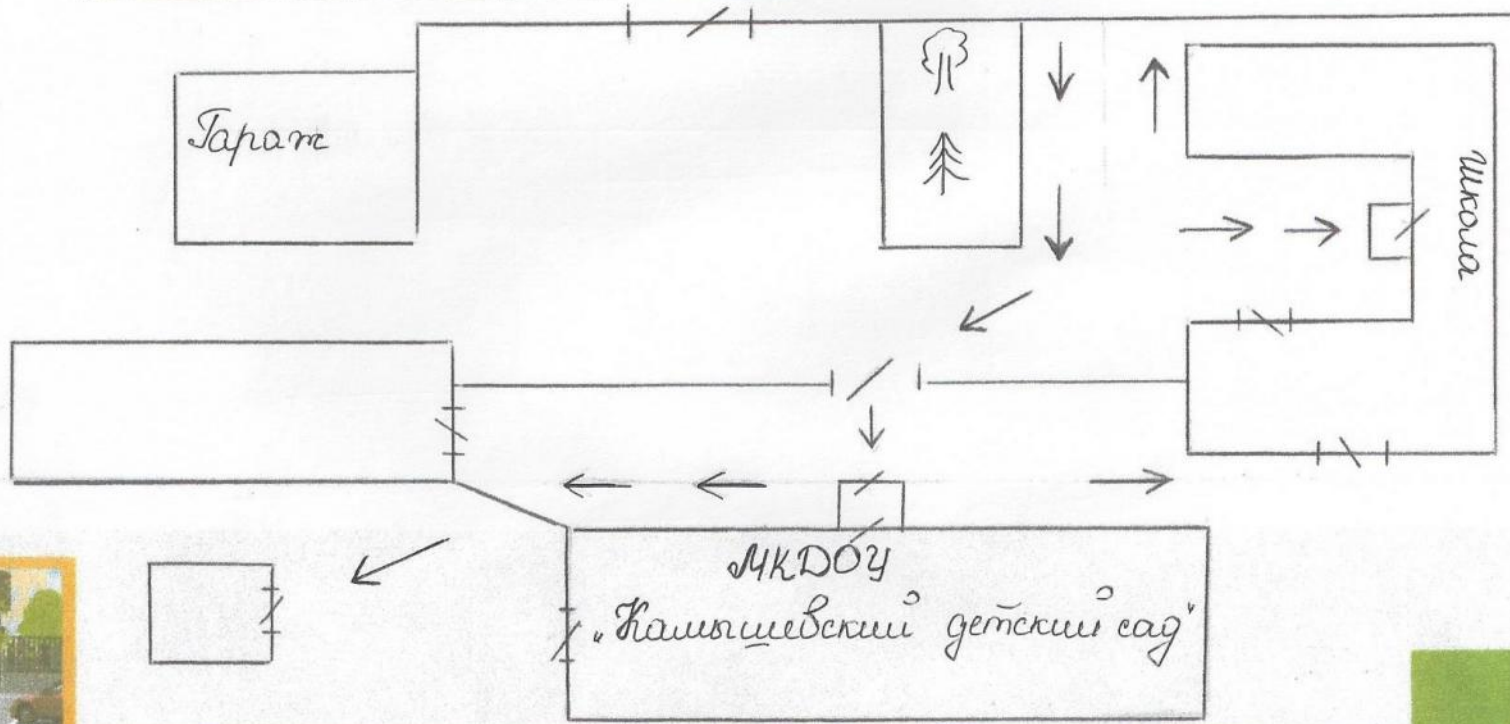 Гараж
Школа
МКДОУ
„Камышевский детский сад"